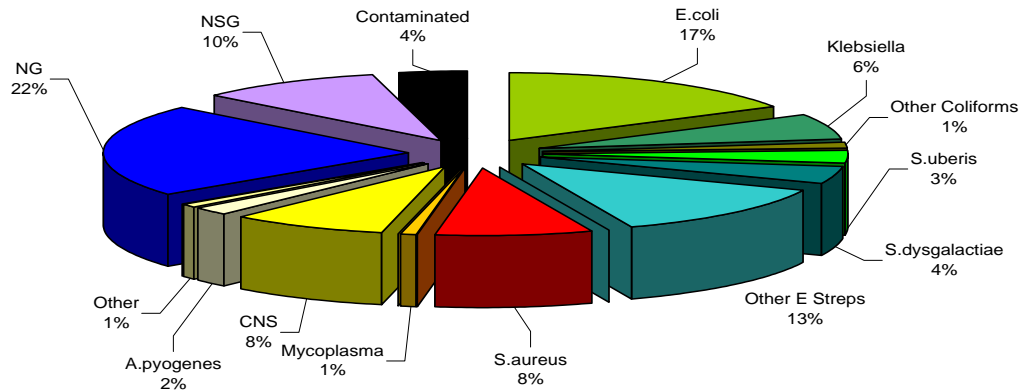 Contaminated
4%
E.coli
17%
Klebsiella
6%
Other Coliforms
1%
S.uberis
3%
S.dysgalactiae
4%
Other E Streps
13%
S.aureus
8%
Mycoplasma
1%
CNS
8%
A.pyogenes
2%
Other
1%
NG
22%
NSG
10%